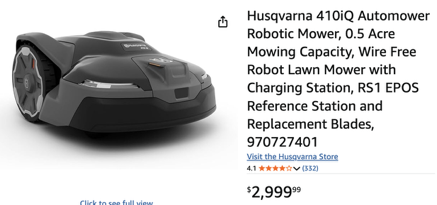 Husqvarna 410iQ Automower
Robotic Mower, 0.5 Acre
Mowing Capacity, Wire Free
Robot Lawn Mower with
Charging Station, RS1 EPOS
Reference Station and
Replacement Blades,
970727401
Visit the Husqvarna Store
4.1 (332)
$2,999.99
Click to see full view